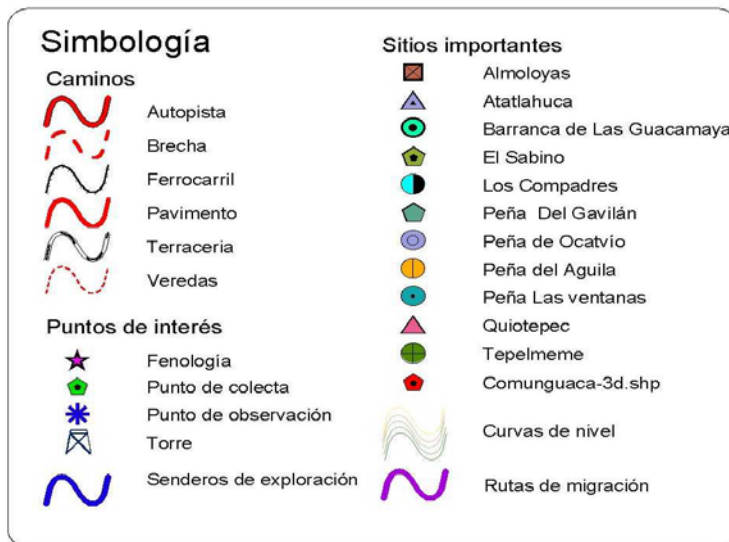 Simbología
Caminos
Autopista
Brecha
Ferrocarril
Pavimento
Terraceria
Veredas
Puntos de interés
Fenología
Punto de colecta
Punto de observación
Torre
Senderos de exploración
Sitios importantes
Almoloyas
Atatlahuca
Barranca de Las Guacamaya
El Sabino
Los Compadres
Peña Del Gavilán
Peña de Ocatvío
Peña del Aguila
Peña Las ventanas
Quiotepec
Tepelmeme
Comunguaca-3d.shp
Curvas de nivel
Rutas de migración